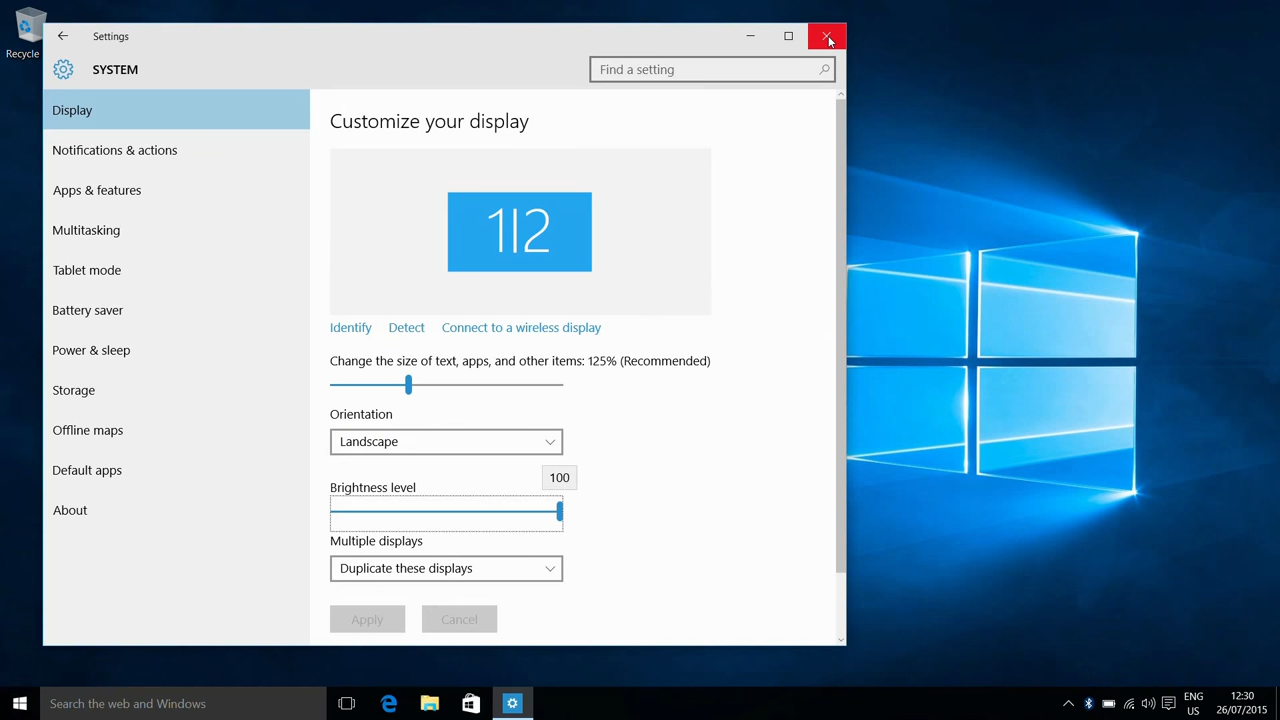 Recycle
Settings
SYSTEM
Find a setting
Display
Notifications & actions
Apps & features
Multitasking
Tablet mode
Battery saver
Power & sleep
Storage
Offline maps
Default apps
About
Customize your display
1|2
Identify Detect Connect to a wireless display
Change the size of text, apps, and other items: 125% (Recommended)
Orientation
Landscape
100
Brightness level
Multiple displays
Duplicate these displays
Apply Cancel
Search the web and Windows
ENG
US
12:30
26/07/2015